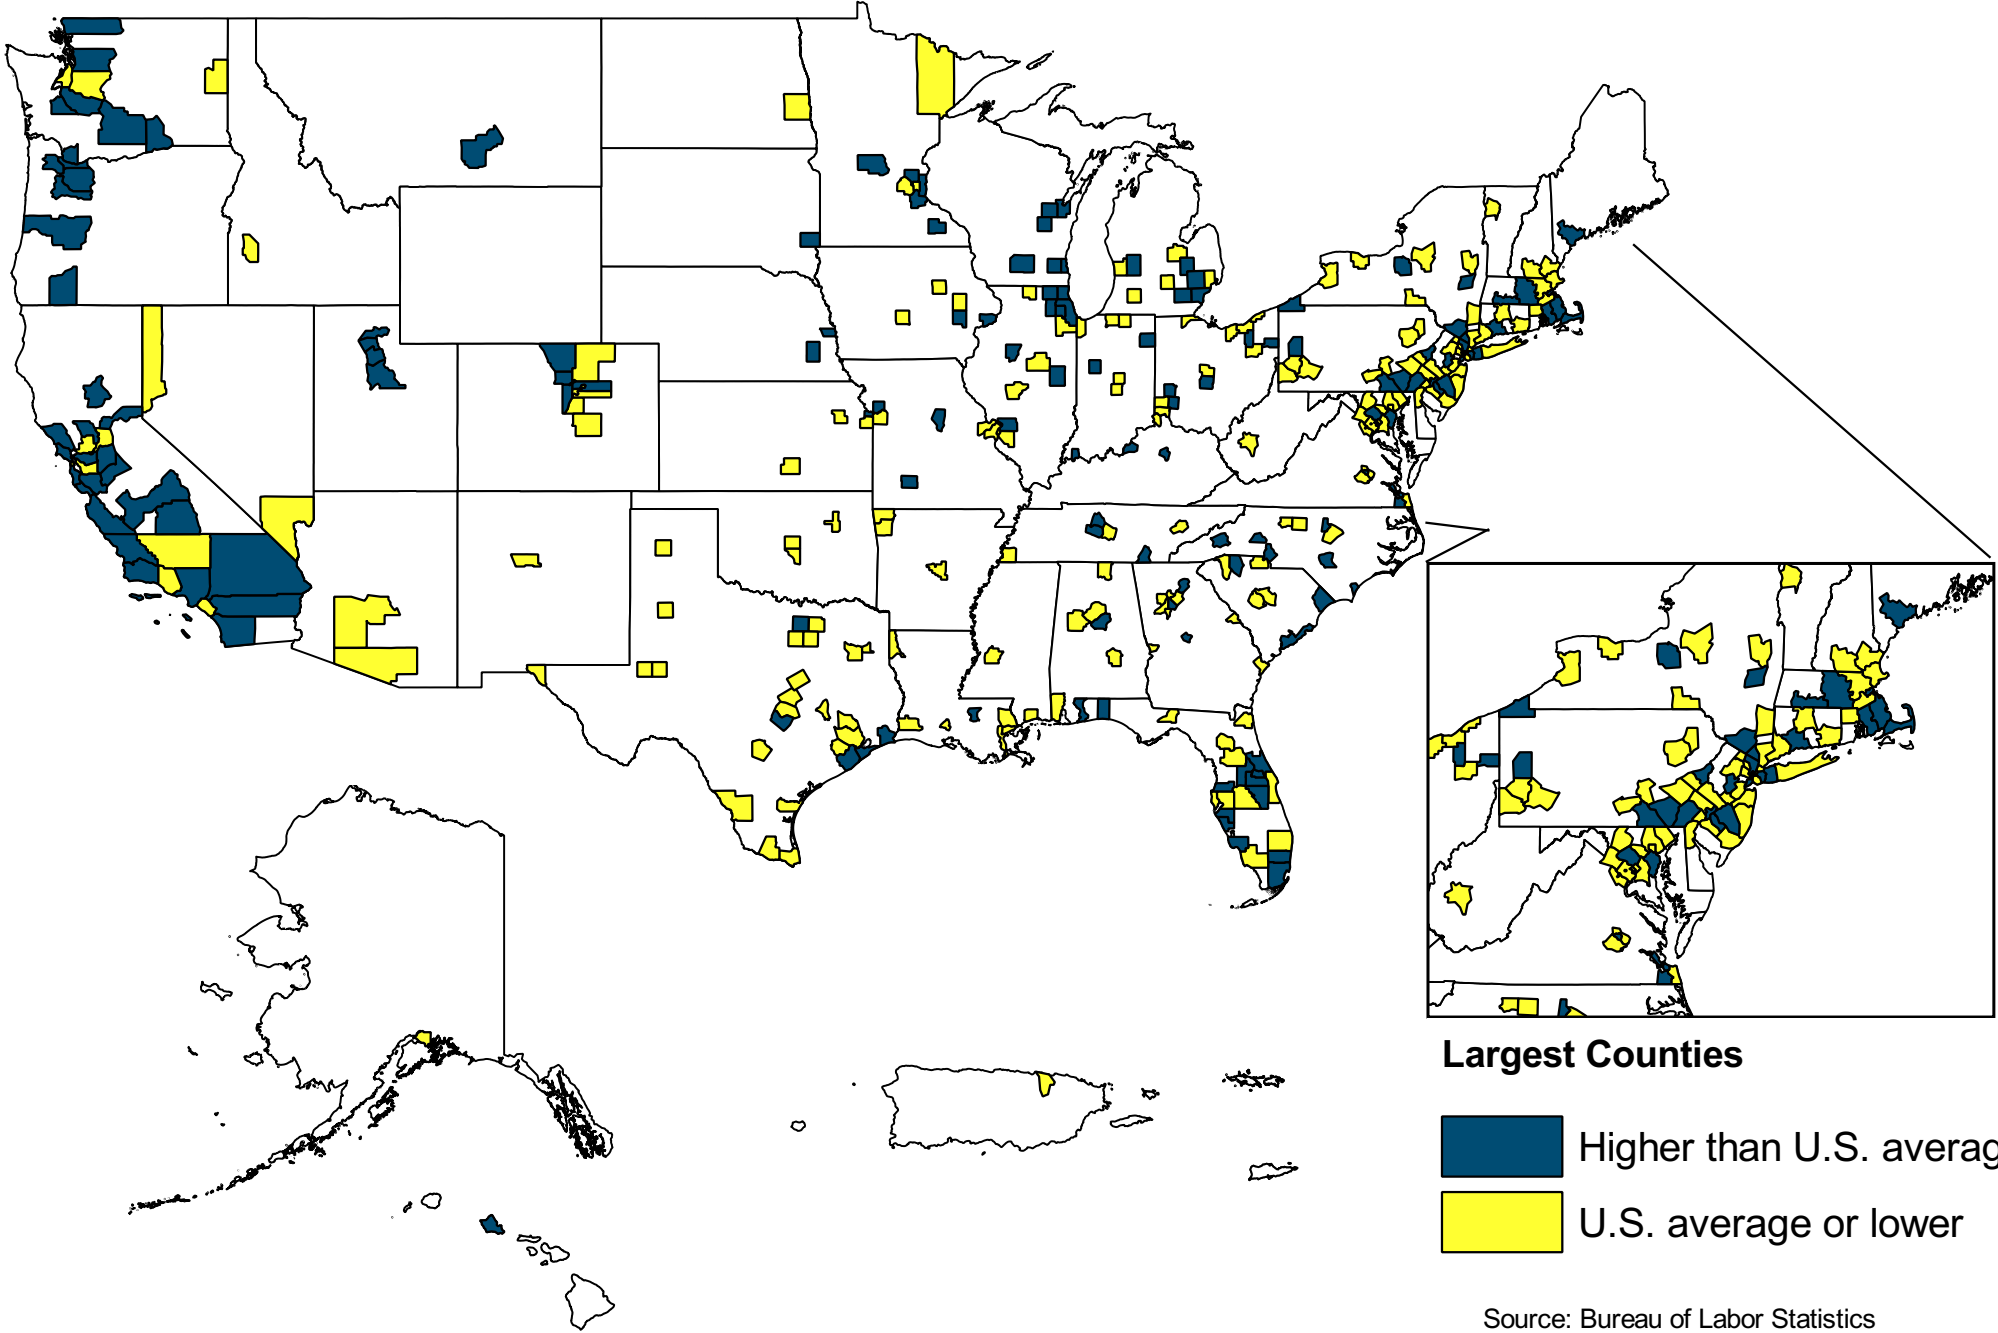 Largest Counties
Higher than U.S. averag
U.S. average or lower
Source: Bureau of Labor Statistics